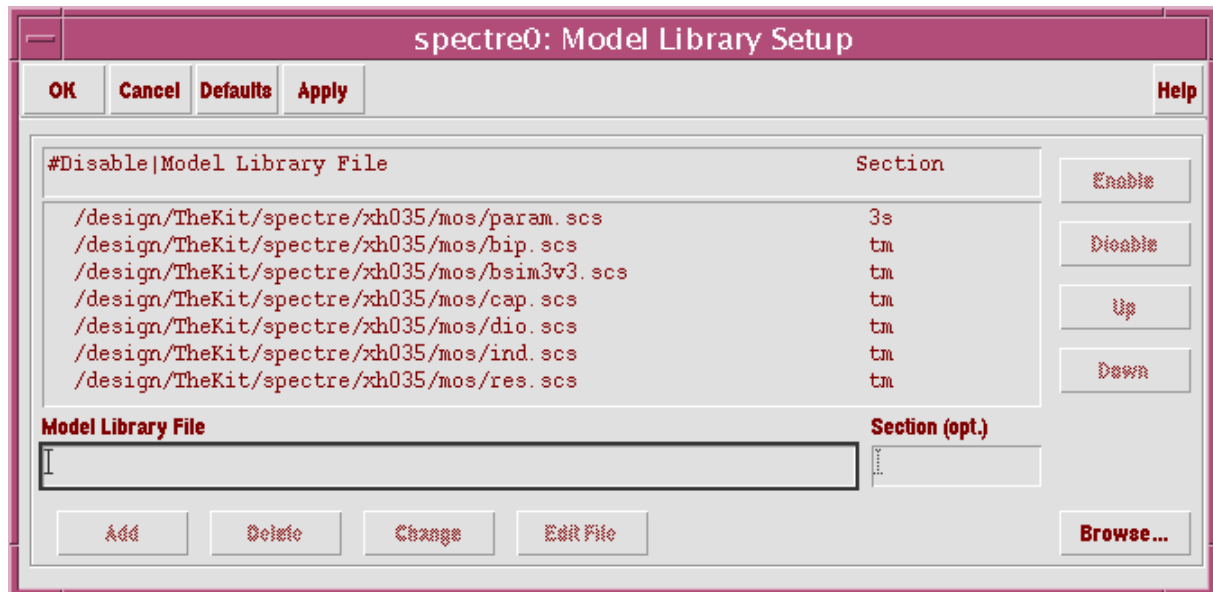 spectre0: Model Library Setup
OK Cancel Defaults Apply Help
#Disable|Model Library File Section
/design/TheKit/spectre/xh035/mos/param.scs 3s
/design/TheKit/spectre/xh035/mos/bip.scs tm
/design/TheKit/spectre/xh035/mos/bsim3v3.scs tm
/design/TheKit/spectre/xh035/mos/cap.scs tm
/design/TheKit/spectre/xh035/mos/dio.scs tm
/design/TheKit/spectre/xh035/mos/ind.scs tm
/design/TheKit/spectre/xh035/mos/res.scs tm
Enable
Disable
Up
Down
Model Library File Section (opt.)
Add Delete Change Edit File Browse...